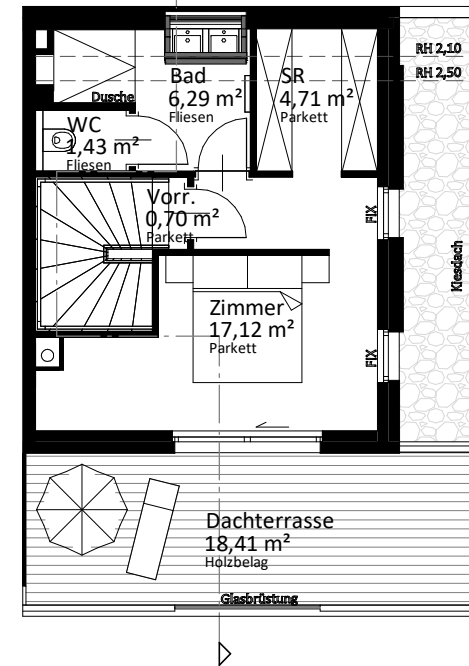 RH 2,10
RH 2,50
Bad
6,29 m²
Fliesen
SR
4,71 m²
Parkett
Dusche
WC
1,43 m²
Fliesen
Vorr.
0,70 m²
Parkett
FIX
Kiesdach
Zimmer
17,12 m²
Parkett
FIX
Dachterrasse
18,41 m²
Holzbelag
Glasbrüstung